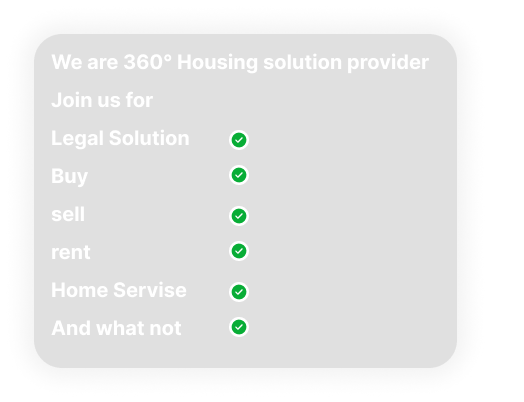 We are 360° Housing solution provider
Join us for
Legal Solution
Buy
sell
rent
Home Servise
And what not